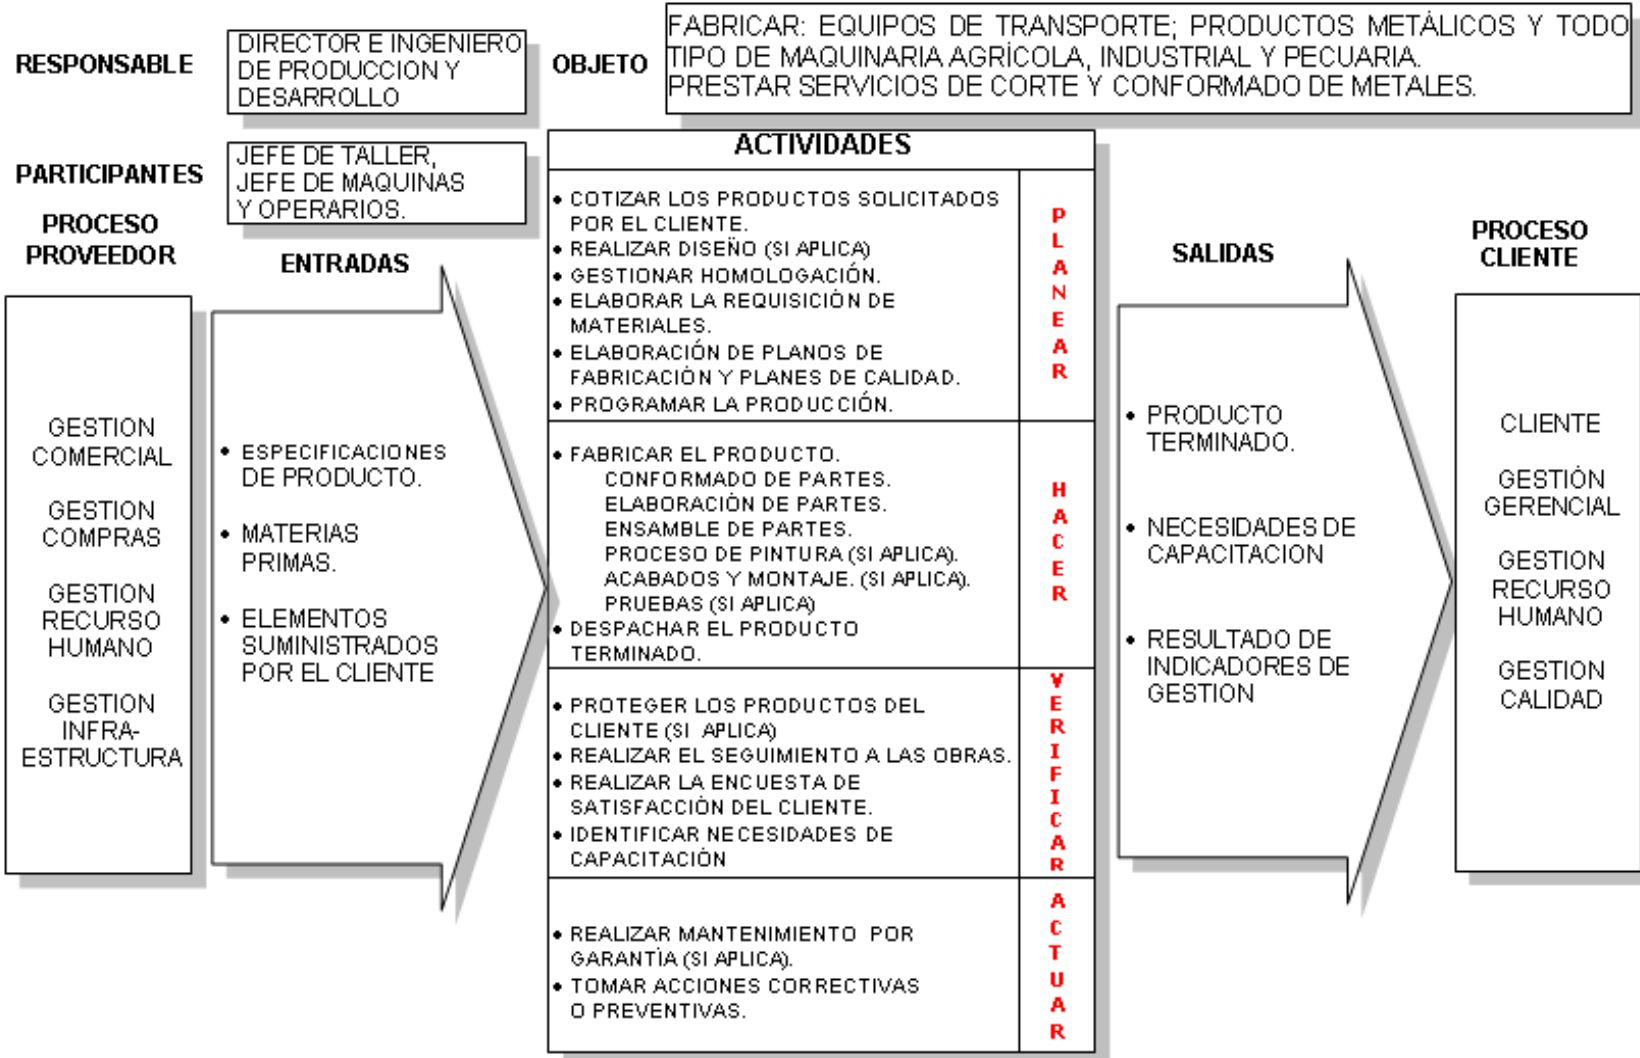 RESPONSABLE
DIRECTOR E INGENIERO
DE PRODUCCION Y
DESARROLLO
OBJETO
FABRICAR: EQUIPOS DE TRANSPORTE; PRODUCTOS METÁLICOS Y TODO
TIPO DE MAQUINARIA AGRÍCOLA, INDUSTRIAL Y PECUARIA.
PRESTAR SERVICIOS DE CORTE Y CONFORMADO DE METALES.
PARTICIPANTES
JEFE DE TALLER,
JEFE DE MAQUINAS
Y OPERARIOS.
PROCESO
PROVEEDOR
GESTION
COMERCIAL
GESTION
COMPRAS
GESTION
RECURSO
HUMANO
GESTION
INFRA-
ESTRUCTURA
ENTRADAS
• ESPECIFICACIONES
DE PRODUCTO.
• MATERIAS
PRIMAS.
• ELEMENTOS
SUMINISTRADOS
POR EL CLIENTE
ACTIVIDADES
• COTIZAR LOS PRODUCTOS SOLICITADOS
POR EL CLIENTE.
• REALIZAR DISEÑO (SI APLICA)
• GESTIONAR HOMOLOGACIÓN.
• ELABORAR LA REQUISICIÓN DE
MATERIALES.
• ELABORACIÓN DE PLANOS DE
FABRICACIÓN Y PLANES DE CALIDAD.
• PROGRAMAR LA PRODUCCIÓN.
PLANEAR
• FABRICAR EL PRODUCTO.
CONFORMADO DE PARTES.
ELABORACIÓN DE PARTES.
ENSAMBLE DE PARTES.
PROCESO DE PINTURA (SI APLICA).
ACABADOS Y MONTAJE. (SI APLICA).
PRUEBAS (SI APLICA)
• DESPACHAR EL PRODUCTO
TERMINADO.
HACER
• PROTEGER LOS PRODUCTOS DEL
CLIENTE (SI APLICA)
• REALIZAR EL SEGUIMIENTO A LAS OBRAS.
• REALIZAR LA ENCUESTA DE
SATISFACCIÓN DEL CLIENTE.
• IDENTIFICAR NECESIDADES DE
CAPACITACIÓN
VERIFICAR
• REALIZAR MANTENIMIENTO POR
GARANTÍA (SI APLICA).
• TOMAR ACCIONES CORRECTIVAS
O PREVENTIVAS.
ACTUAR
SALIDAS
• PRODUCTO
TERMINADO.
• NECESIDADES DE
CAPACITACION
• RESULTADO DE
INDICADORES DE
GESTION
PROCESO
CLIENTE
CLIENTE
GESTIÓN
GERENCIAL
GESTION
RECURSO
HUMANO
GESTION
CALIDAD